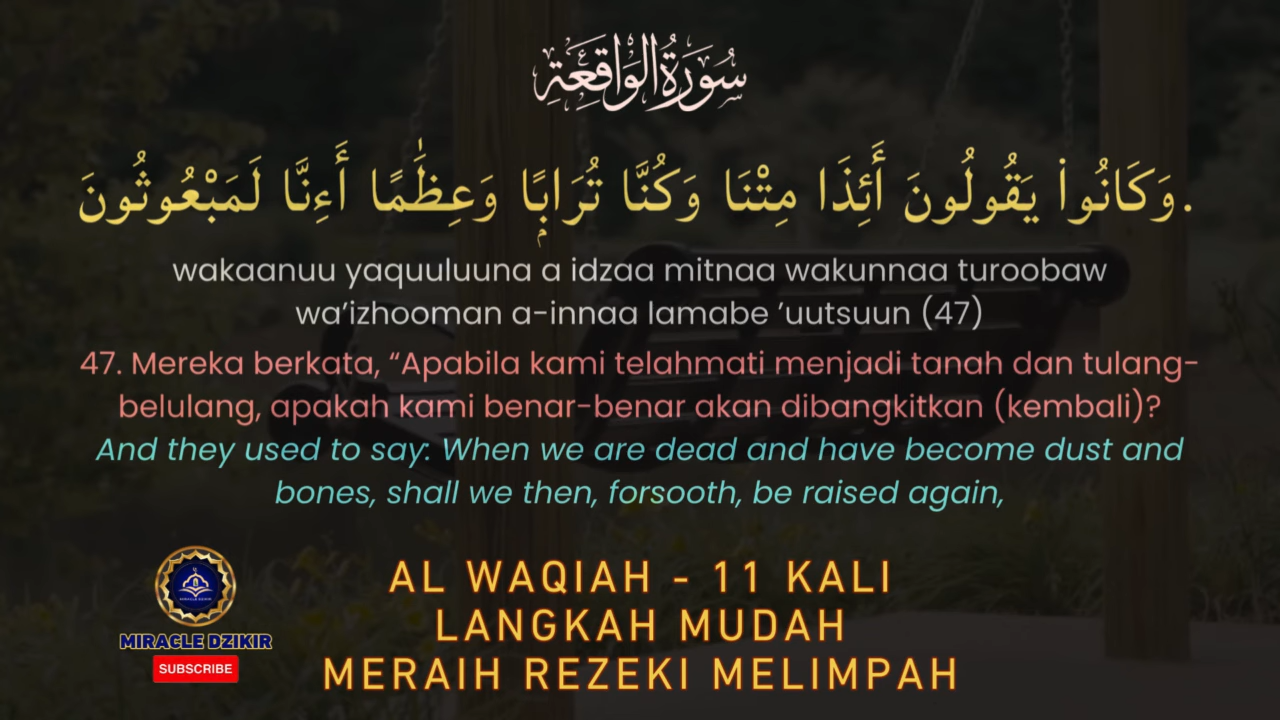 سُورَةُ الوَاقِعَةِ
وَكَانُوا۟ يَقُولُونَ أَئِذَا مِتْنَا وَكُنَّا تُرَابًۭا وَعِظَٰمًا أَءِنَّا لَمَبْعُوثُونَ.
wakaanuu yaquuluuna a idzaa mitnaa wakunnaa turoobaw
wa’izhooman a-innaa lamabe ’uutsuun (47)
47. Mereka berkata, “Apabila kami telahmati menjadi tanah dan tulang-
belulang, apakah kami benar-benar akan dibangkitkan (kembali)?
And they used to say: When we are dead and have become dust and
bones, shall we then, forsooth, be raised again,
AL WAQIAH - 11 KALI
LANGKAH MUDAH
MERAIH REZEKI MELIMPAH
MIRACLE DZIKIR
MIRACLE DZIKIR
SUBSCRIBE